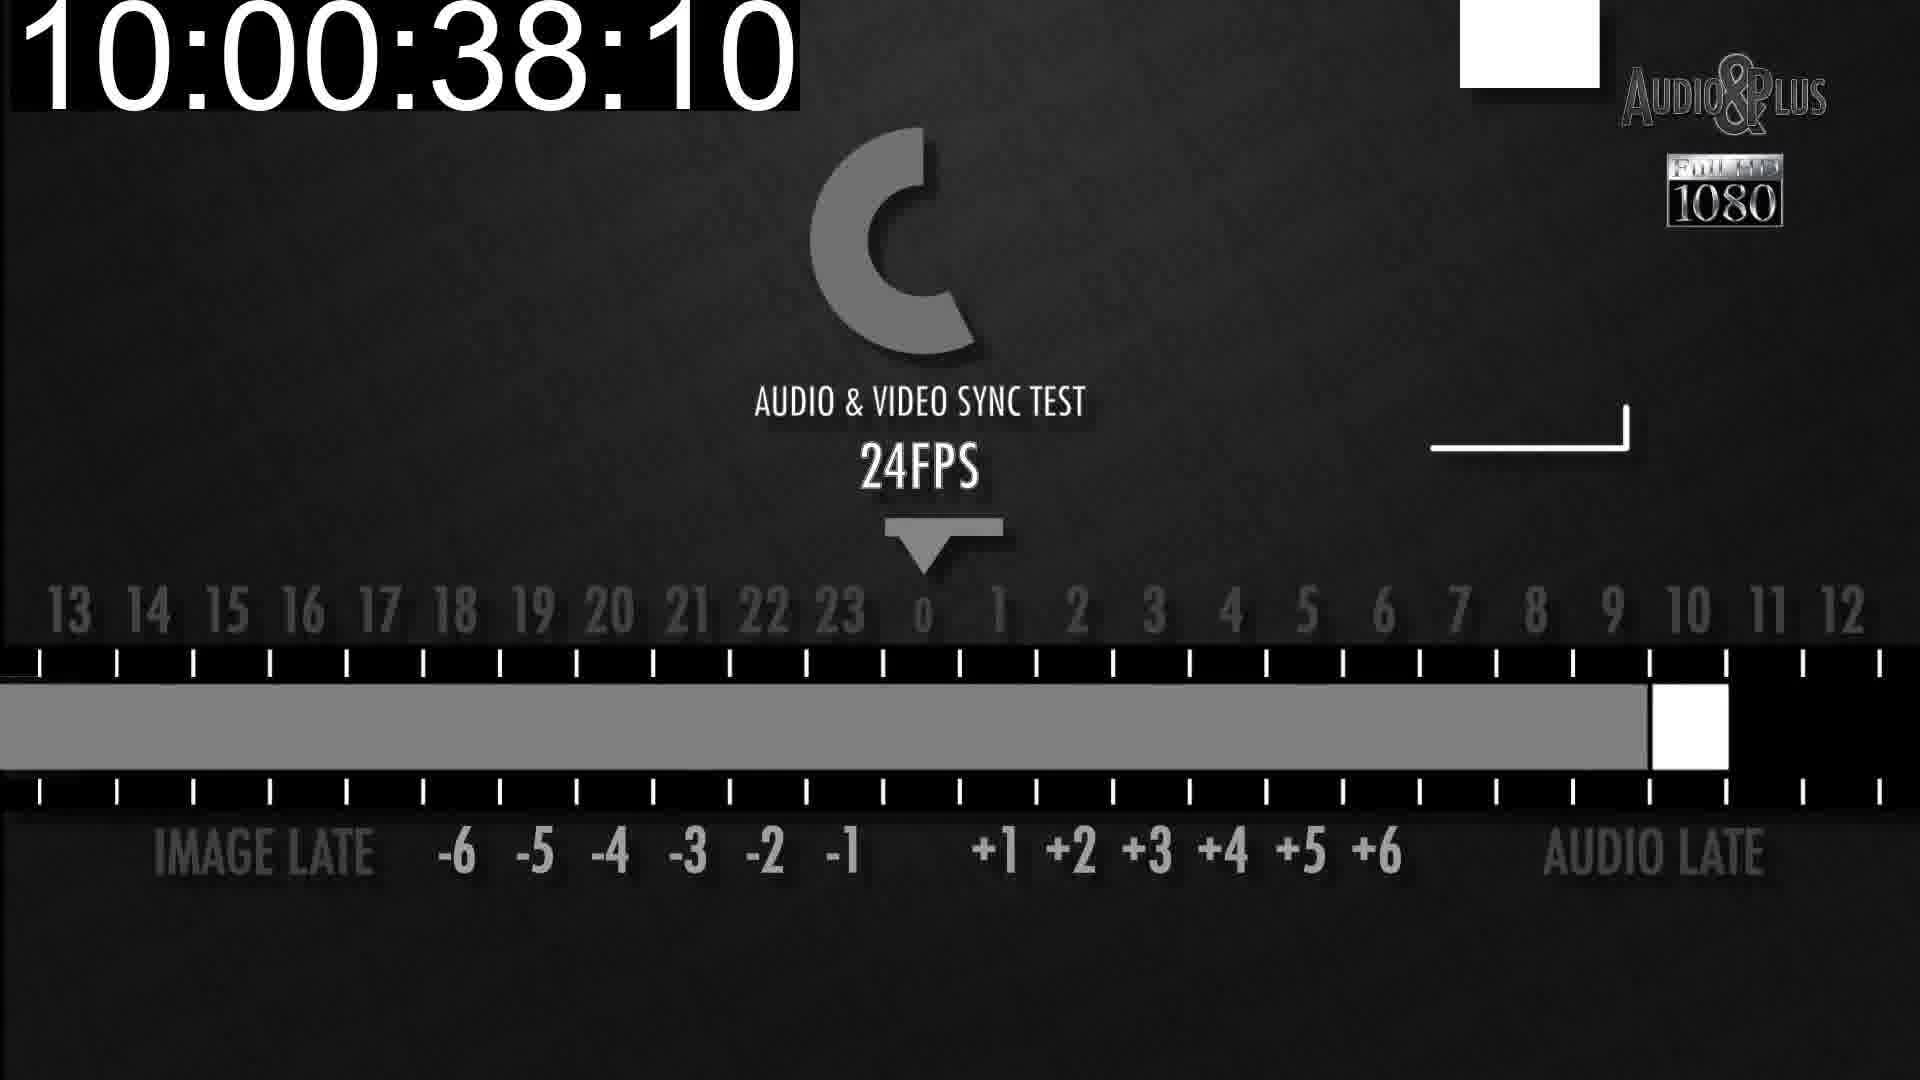 10:00:38:10
AUDIO & PLUS
FULL HD
1080
AUDIO & VIDEO SYNC TEST
24FPS
13 14 15 16 17 18 19 20 21 22 23 0 1 2 3 4 5 6 7 8 9 10 11 12
IMAGE LATE -6 -5 -4 -3 -2 -1 +1 +2 +3 +4 +5 +6 AUDIO LATE